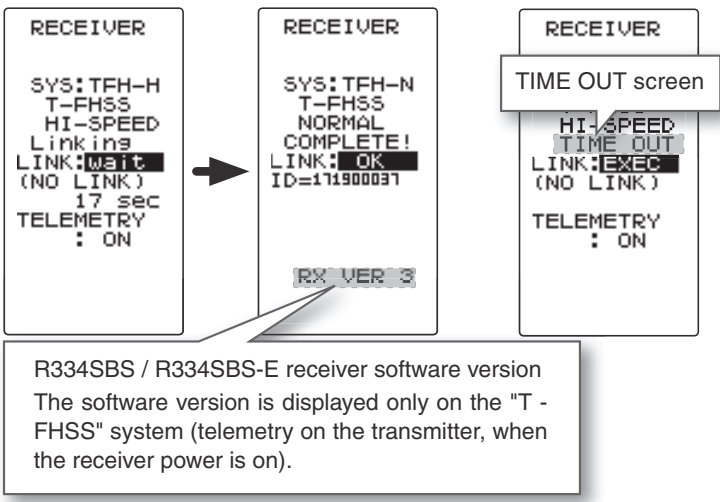 RECEIVER
SYS:TFH-H
T-FHSS
HI-SPEED
Linking
LINK:wait
(NO LINK)
17 sec
TELEMETRY
: ON
RECEIVER
SYS:TFH-N
T-FHSS
NORMAL
COMPLETE!
LINK: OK
ID=171900037
RX VER 3
RECEIVER
TIME OUT screen
HI-SPEED
TIME OUT
LINK:EXEC
(NO LINK)
TELEMETRY
: ON
R334SBS / R334SBS-E receiver software version
The software version is displayed only on the "T -
FHSS" system (telemetry on the transmitter, when
the receiver power is on).